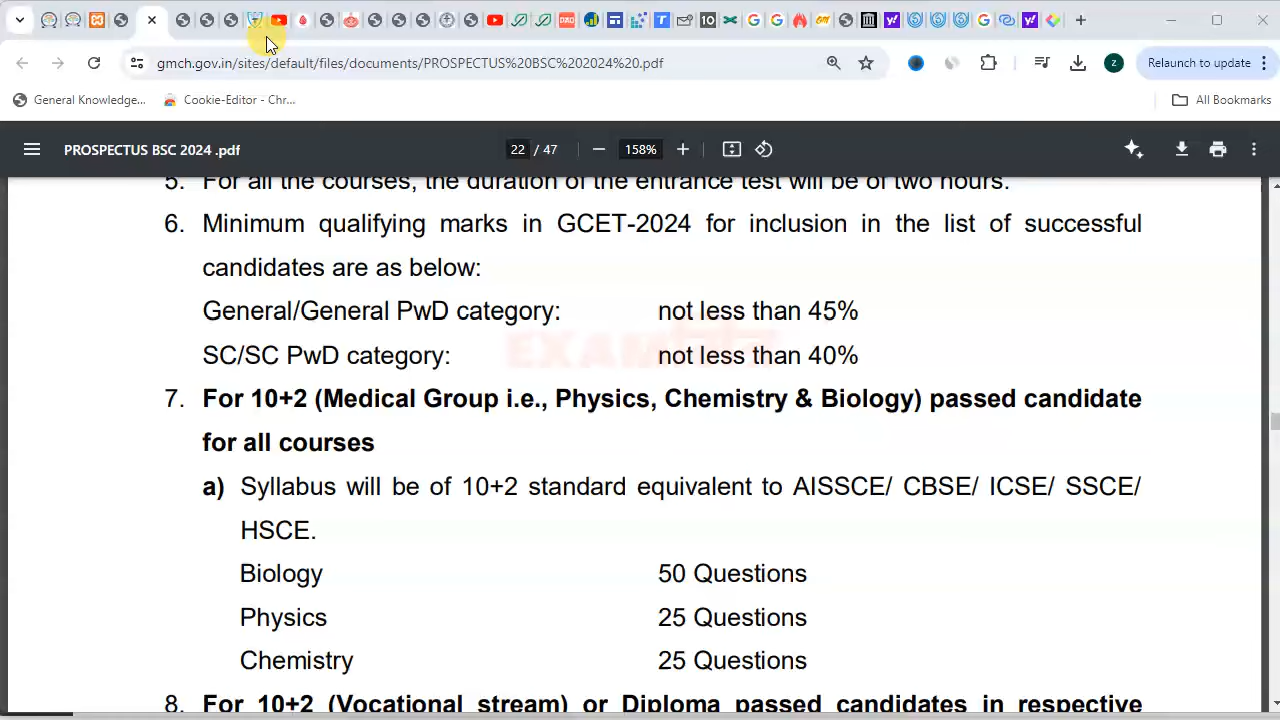 gmch.gov.in/sites/default/files/documents/PROSPECTUS%20BSC%202024%20.pdf
Z
Relaunch to update
General Knowledge...
Cookie-Editor - Chr...
All Bookmarks
PROSPECTUS BSC 2024 .pdf
22 / 47
158%
5. For all the courses, the duration of the entrance test will be of two hours.
6. Minimum qualifying marks in GCET-2024 for inclusion in the list of successful
candidates are as below:
General/General PwD category: not less than 45%
SC/SC PwD category: not less than 40%
7. For 10+2 (Medical Group i.e., Physics, Chemistry & Biology) passed candidate
for all courses
a) Syllabus will be of 10+2 standard equivalent to AISSCE/ CBSE/ ICSE/ SSCE/
HSCE.
Biology 50 Questions
Physics 25 Questions
Chemistry 25 Questions
8. For 10+2 (Vocational stream) or Diploma passed candidates in respective